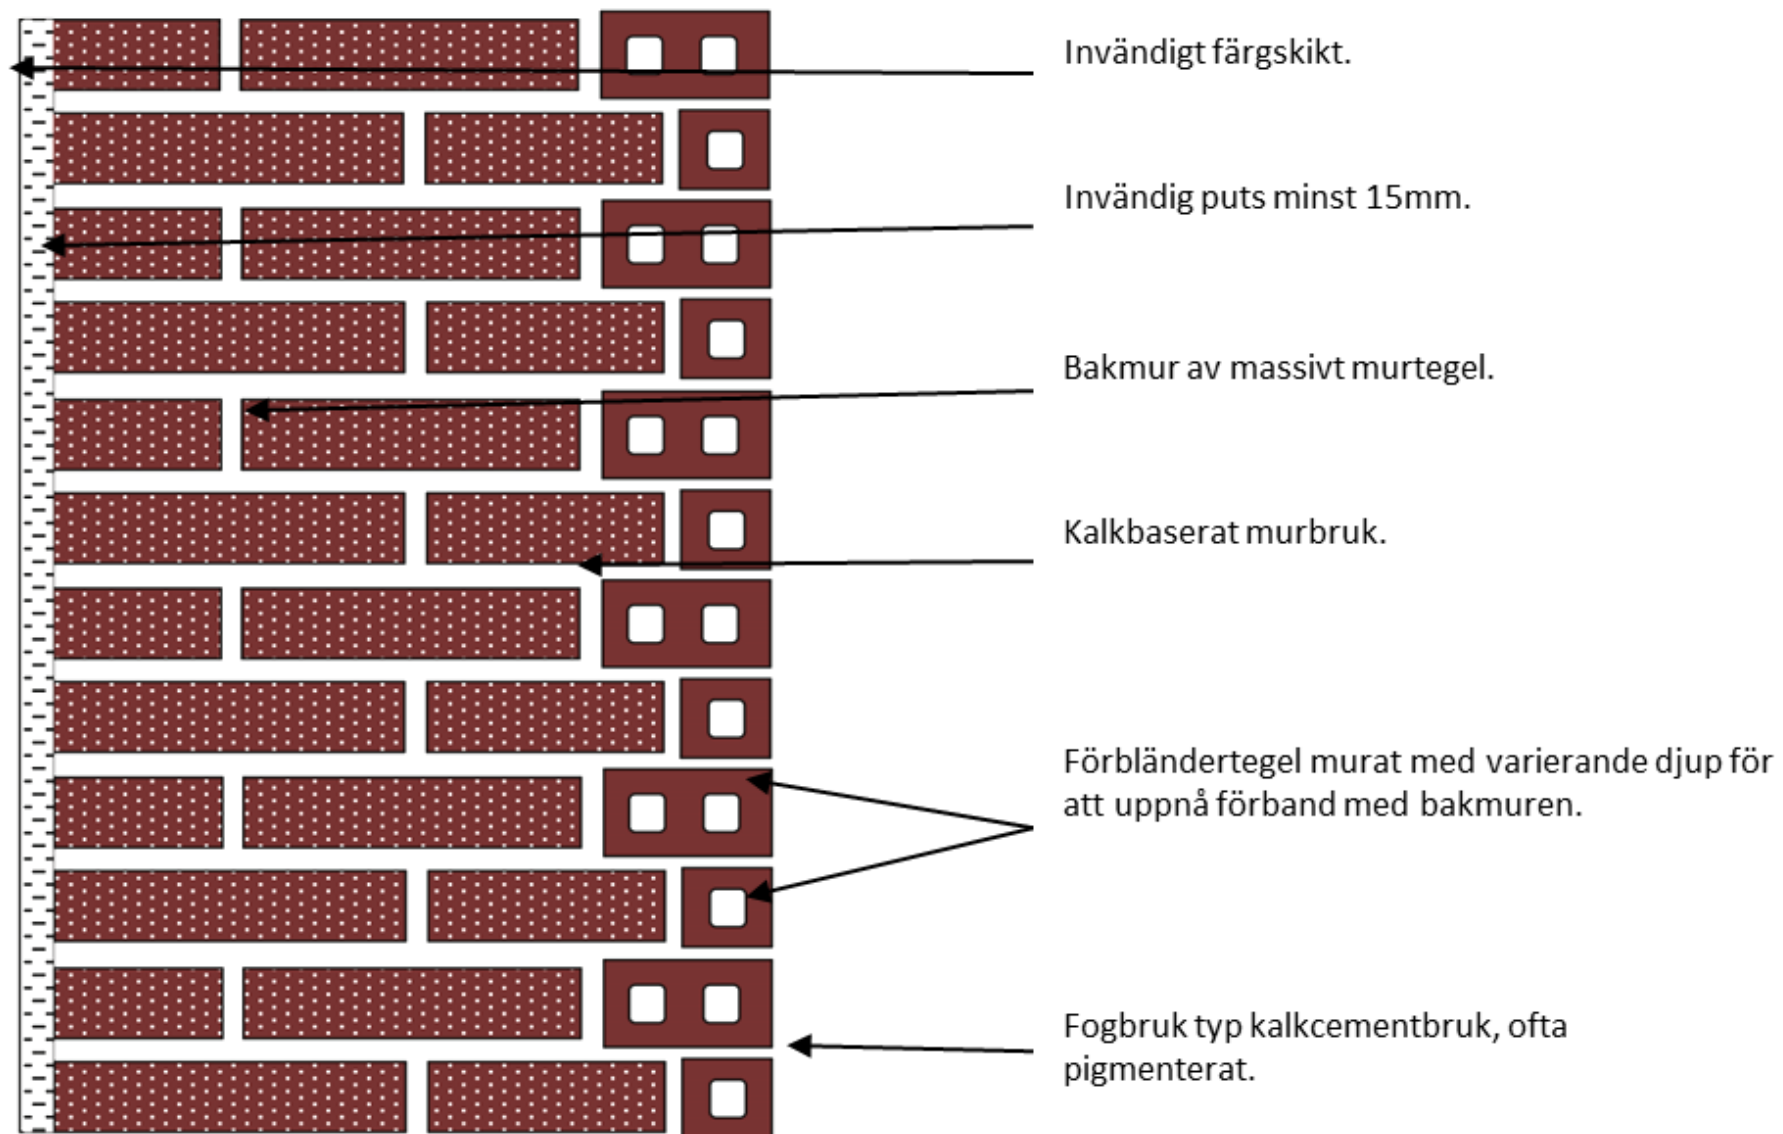 Invändigt färgskikt.
Invändig puts minst 15mm.
Bakmur av massivt murtegel.
Kalkbaserat murbruk.
Förbländertegel murat med varierande djup för
att uppnå förband med bakmuren.
Fogbruk typ kalkcementbruk, ofta
pigmenterat.